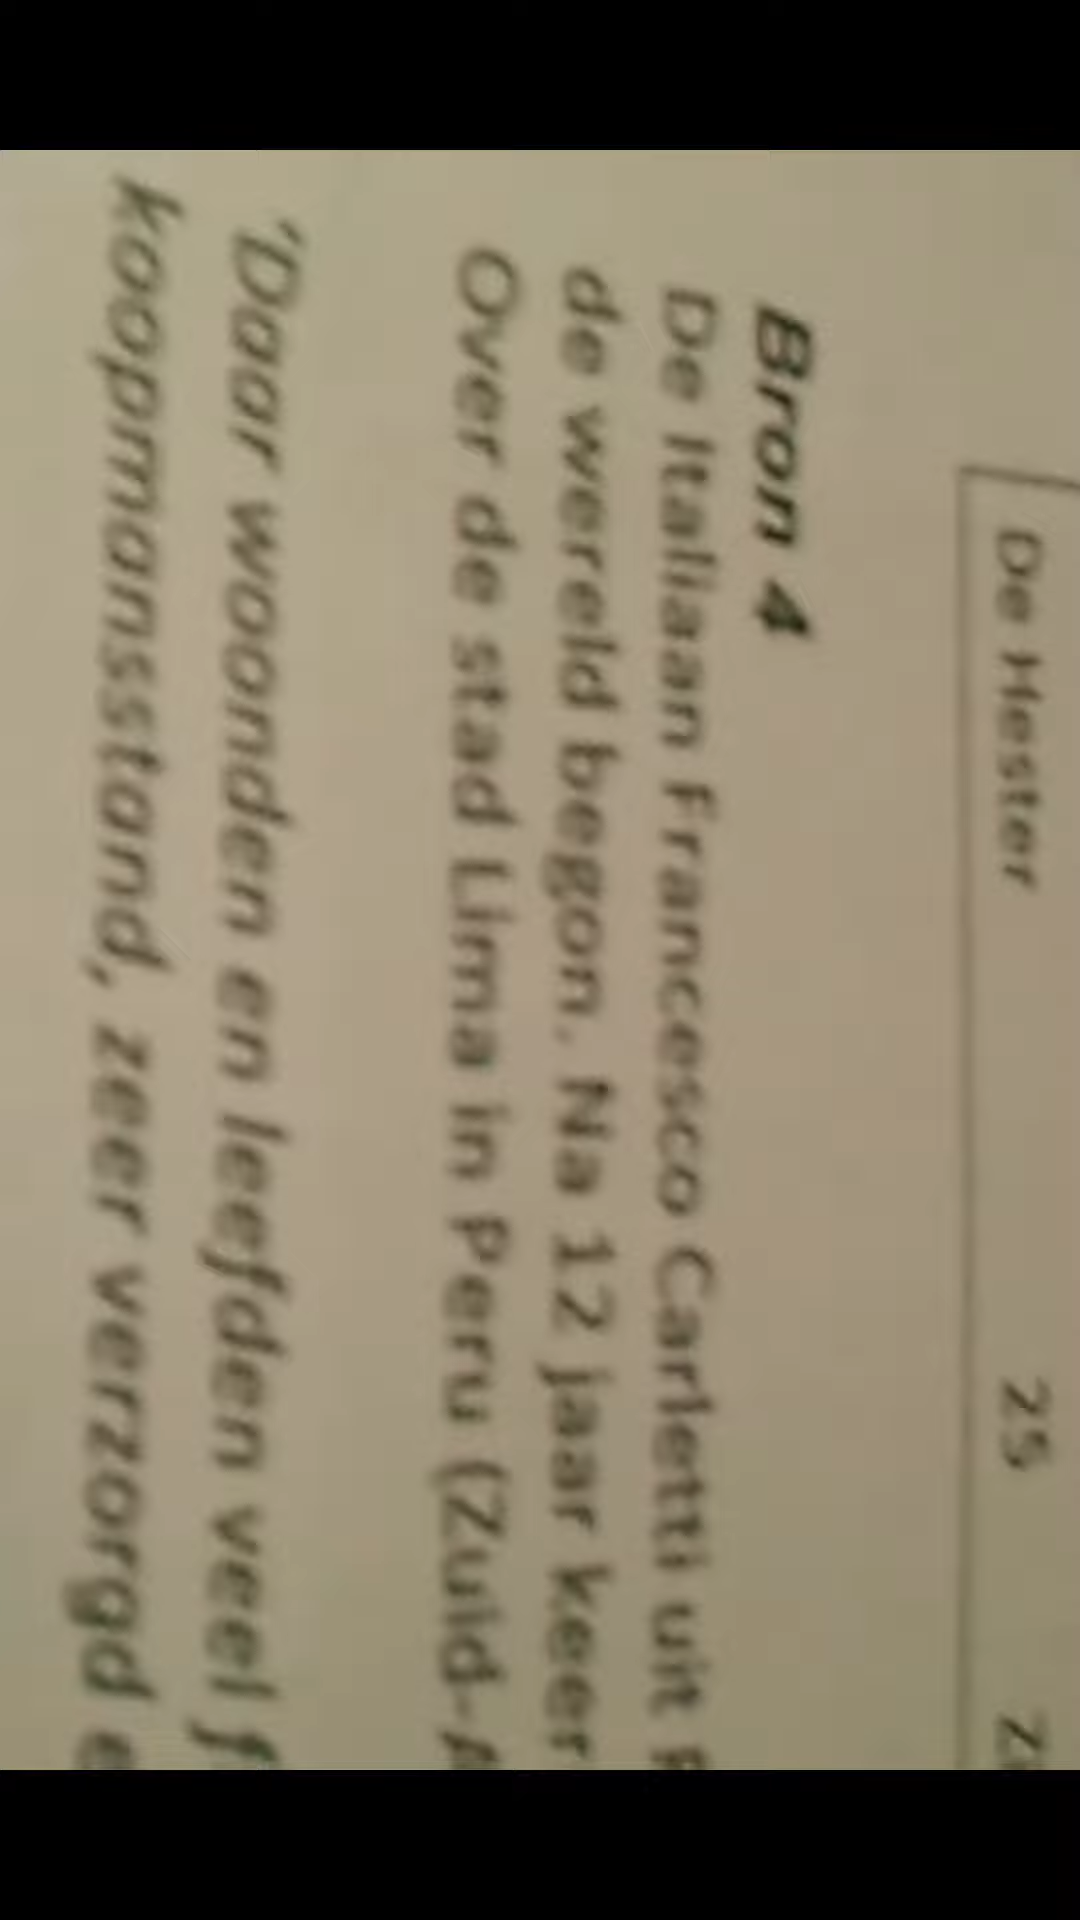 De Hester 25
Bron 4
De Italiaan Francesco Carletti uit
de wereld begon. Na 12 jaar keer
Over de stad Lima in Peru (Zuid-
'Daar woonden en leefden veel f
koopmansstand, zeer verzorgd e